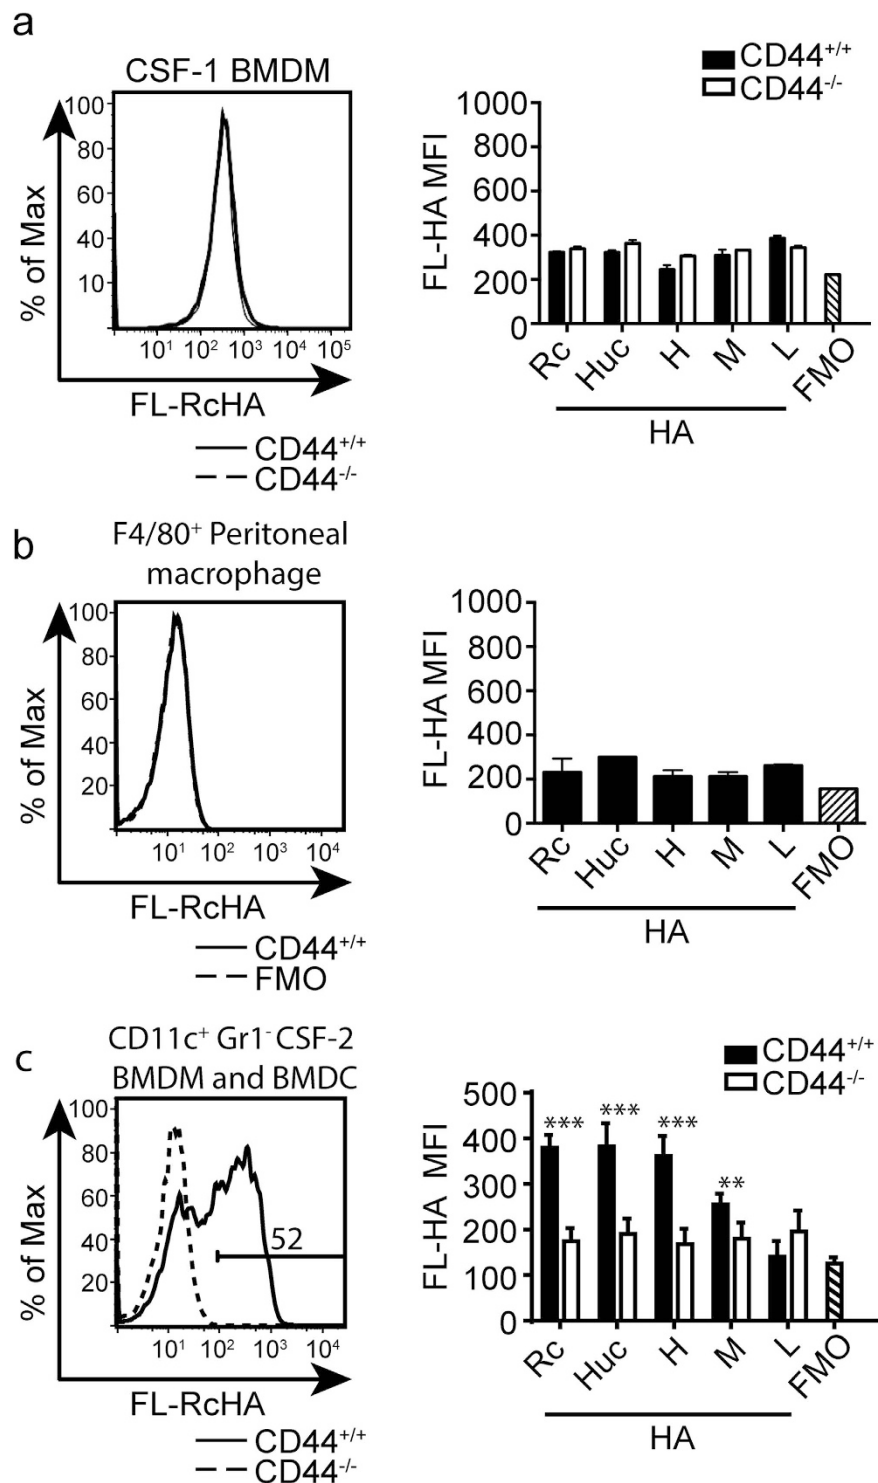 a
CSF-1 BMDM
% of Max
100
80
60
40
10
10¹ 10² 10³ 10⁴ 10⁵
FL-RcHA
CD44⁺/⁺
CD44⁻/⁻
CD44⁺/⁺
CD44⁻/⁻
FL-HA MFI
1000
800
600
400
200
0
Rc Huc H M L FMO
HA
b
F4/80⁺ Peritoneal
macrophage
% of Max
100
80
60
40
20
10¹ 10² 10³ 10⁴
FL-RcHA
CD44⁺/⁺
FMO
FL-HA MFI
1000
800
600
400
200
0
Rc Huc H M L FMO
HA
c
CD11c⁺ Gr1⁻ CSF-2
BMDM and BMDC
% of Max
100
80
60
40
20
52
10¹ 10² 10³ 10⁴
FL-RcHA
CD44⁺/⁺
CD44⁻/⁻
CD44⁺/⁺
CD44⁻/⁻
FL-HA MFI
500
400
300
200
100
0
*** *** *** **
Rc Huc H M L FMO
HA